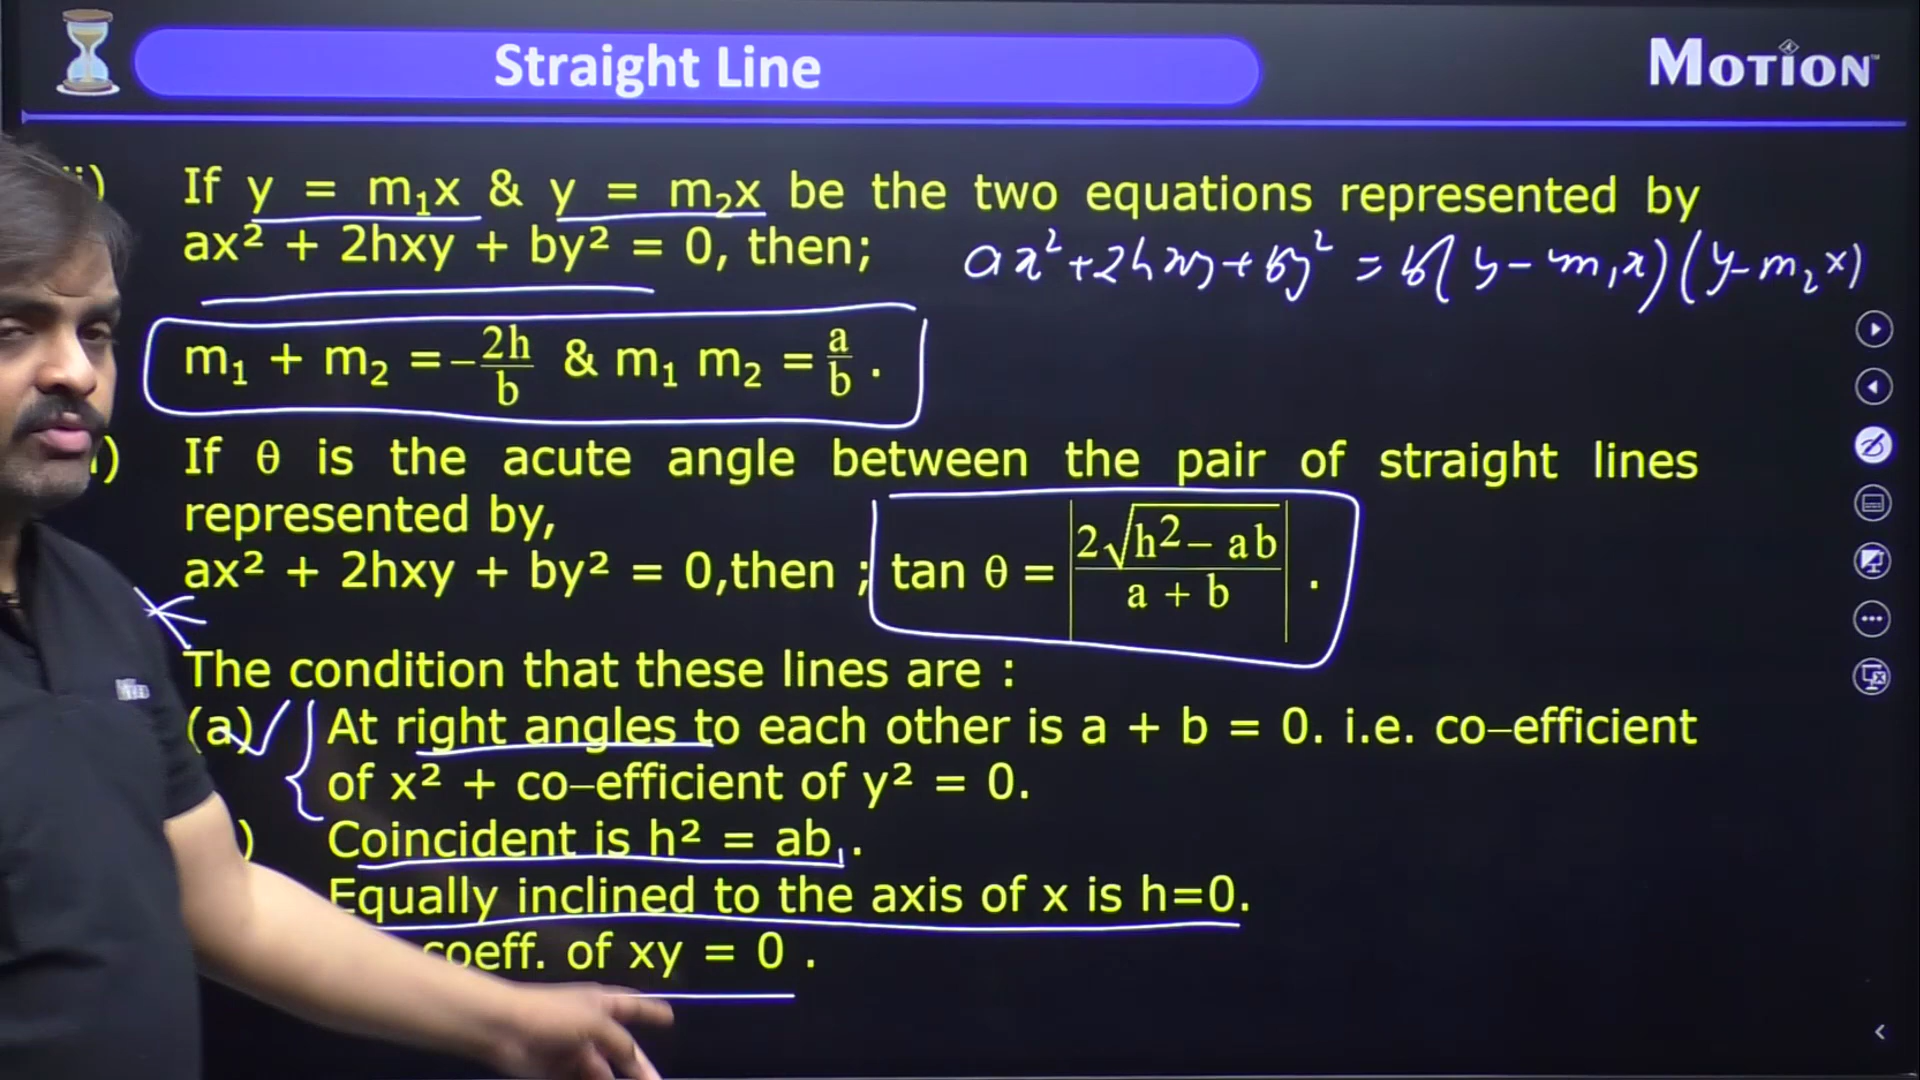 Straight Line
MOTION
If y = m₁x & y = m₂x be the two equations represented by
ax² + 2hxy + by² = 0, then;
ax² + 2hxy + by² = b(y - m₁x)(y - m₂x)
m₁ + m₂ = -2h/b & m₁ m₂ = a/b .
If θ is the acute angle between the pair of straight lines
represented by,
ax² + 2hxy + by² = 0,then ; tan θ = |2√(h² – ab)/(a + b)| .
The condition that these lines are :
(a) At right angles to each other is a + b = 0. i.e. co–efficient
of x² + co–efficient of y² = 0.
) Coincident is h² = ab .
Equally inclined to the axis of x is h=0.
coeff. of xy = 0 .